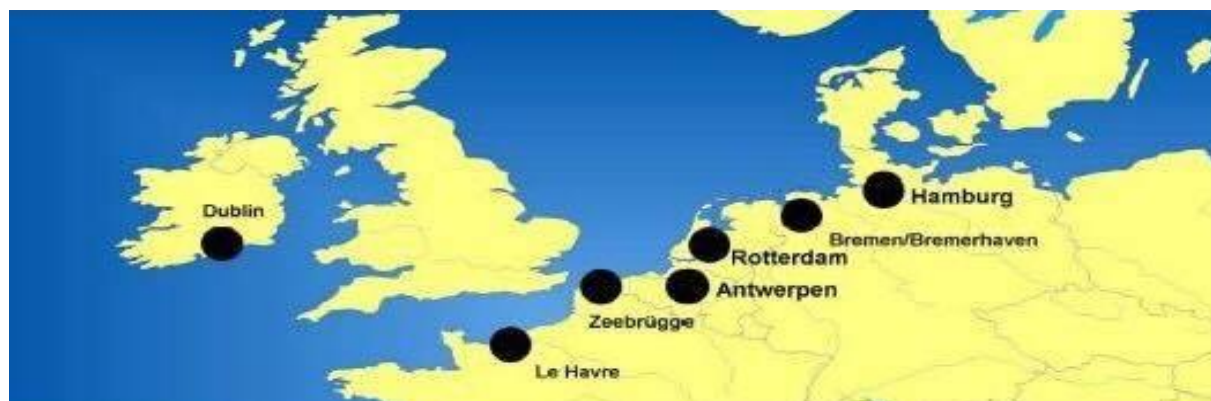 Dublin
Hamburg
Bremen/Bremerhaven
Rotterdam
Antwerpen
Zeebrügge
Le Havre